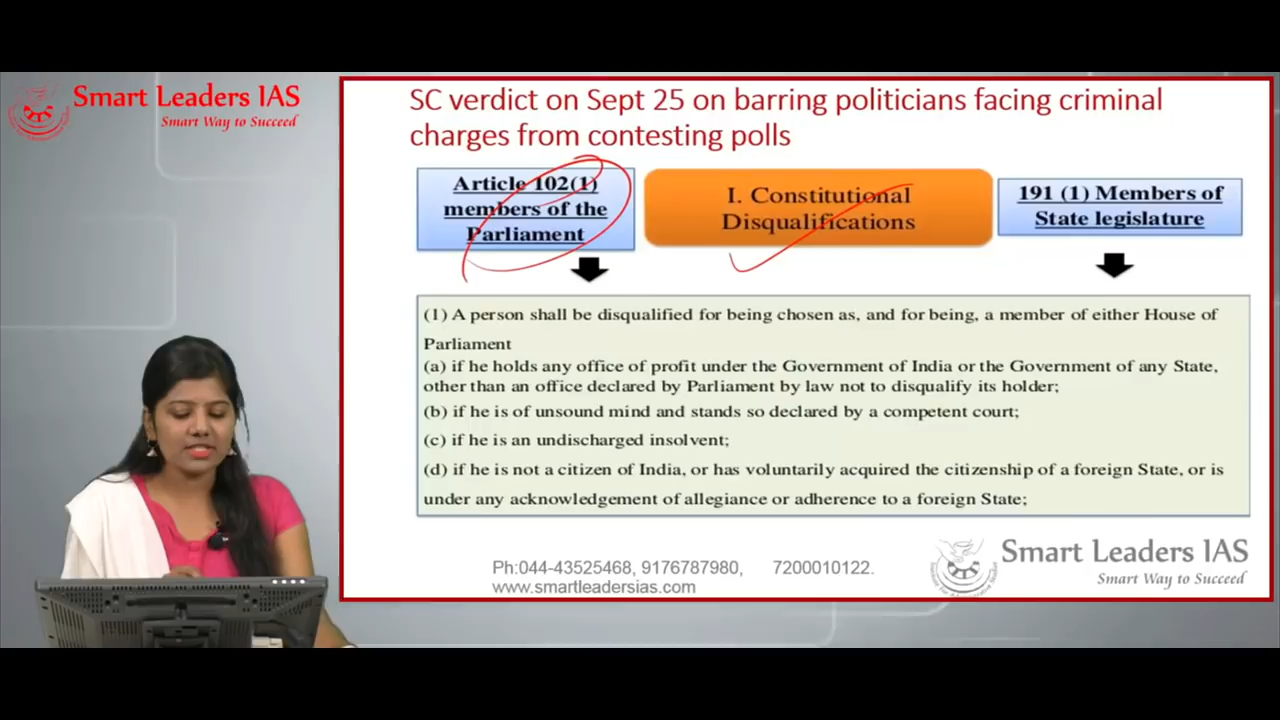 Smart Leaders IAS
Smart Way to Succeed
SC verdict on Sept 25 on barring politicians facing criminal
charges from contesting polls
Article 102(1)
members of the
Parliament
I. Constitutional
Disqualifications
191 (1) Members of
State legislature
(1) A person shall be disqualified for being chosen as, and for being, a member of either House of
Parliament
(a) if he holds any office of profit under the Government of India or the Government of any State,
other than an office declared by Parliament by law not to disqualify its holder;
(b) if he is of unsound mind and stands so declared by a competent court;
(c) if he is an undischarged insolvent;
(d) if he is not a citizen of India, or has voluntarily acquired the citizenship of a foreign State, or is
under any acknowledgement of allegiance or adherence to a foreign State;
Ph:044-43525468, 9176787980, 7200010122.
www.smartleadersias.com
Smart Leaders IAS
Smart Way to Succeed